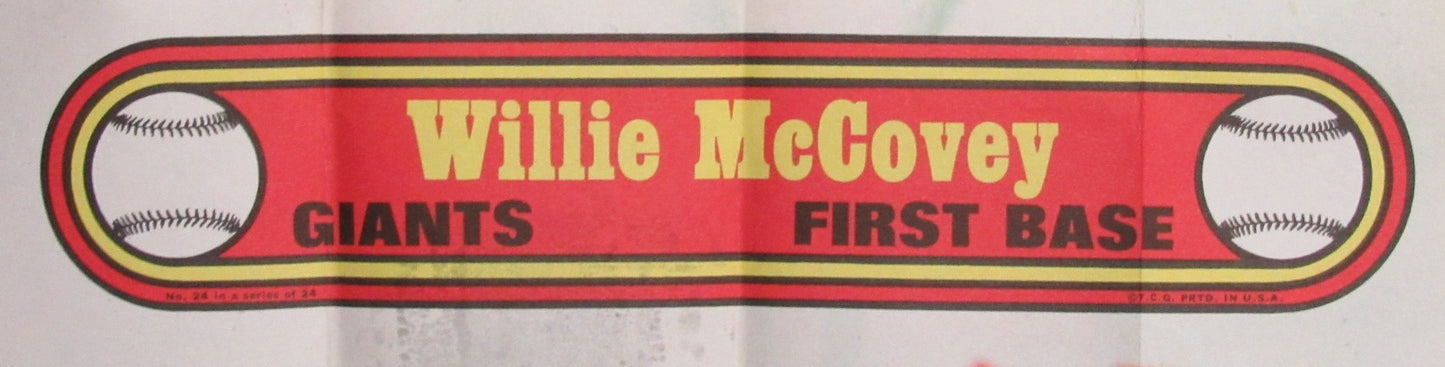 Willie McCovey
GIANTS FIRST BASE
No. 24 in a series of 24 ©T.C.G. PRTD. IN U.S.A.